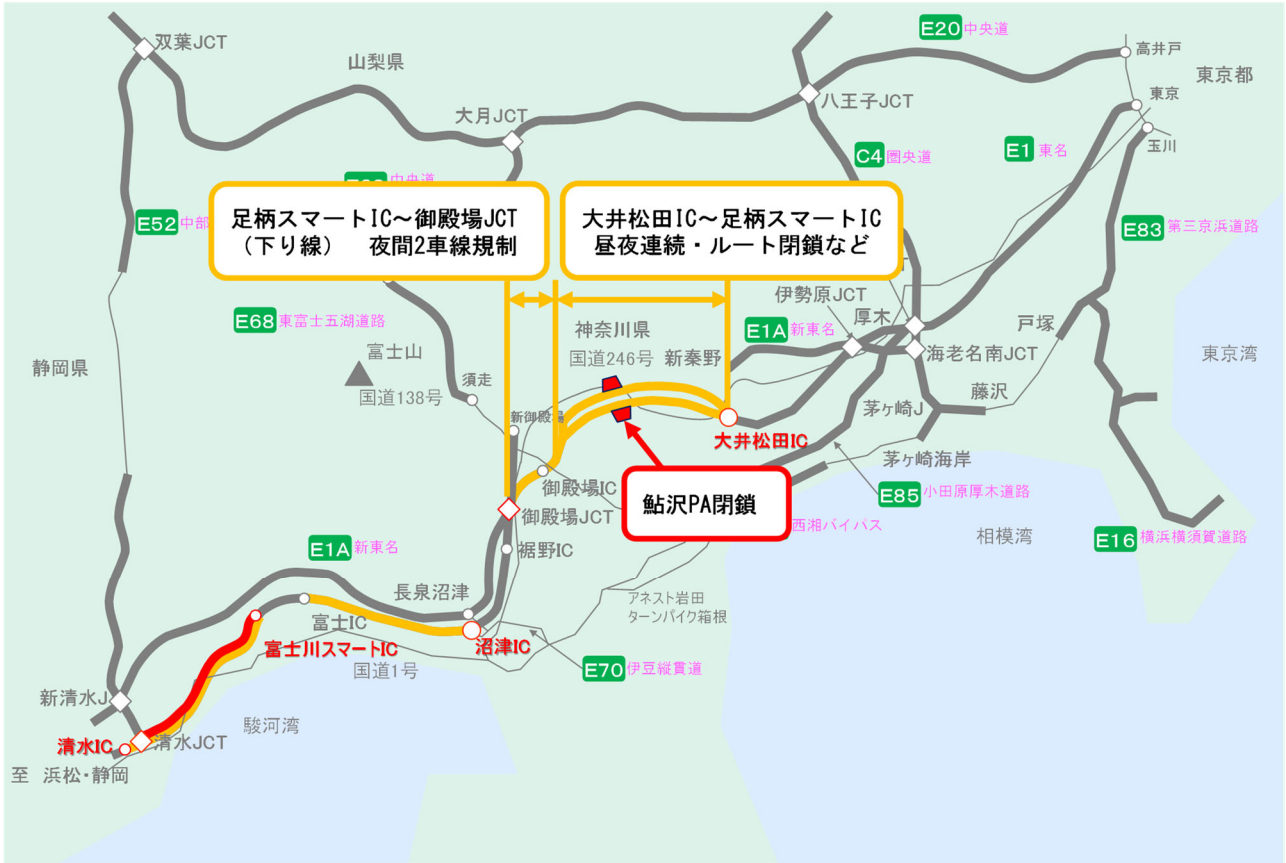 E20 中央道
双葉JCT
高井戸
山梨県
東京都
八王子JCT
東京
大月JCT
玉川
C4 圏央道
E1 東名
中央道
E52 中部
足柄スマートIC～御殿場JCT
（下り線）　夜間2車線規制
大井松田IC～足柄スマートIC
昼夜連続・ルート閉鎖など
E83 第三京浜道路
伊勢原JCT
E68 東富士五湖道路
神奈川県
厚木
戸塚
E1A 新東名
富士山
国道246号
新秦野
海老名南JCT
東京湾
静岡県
須走
国道138号
藤沢
茅ヶ崎J
新御殿場
大井松田IC
茅ヶ崎海岸
御殿場IC
鮎沢PA閉鎖
E85 小田原厚木道路
御殿場JCT
西湘バイパス
相模湾
E16 横浜横須賀道路
E1A 新東名
裾野IC
長泉沼津
アネスト岩田
ターンパイク箱根
富士IC
富士川スマートIC
沼津IC
国道1号
E70 伊豆縦貫道
新清水J
駿河湾
清水IC
清水JCT
至 浜松・静岡